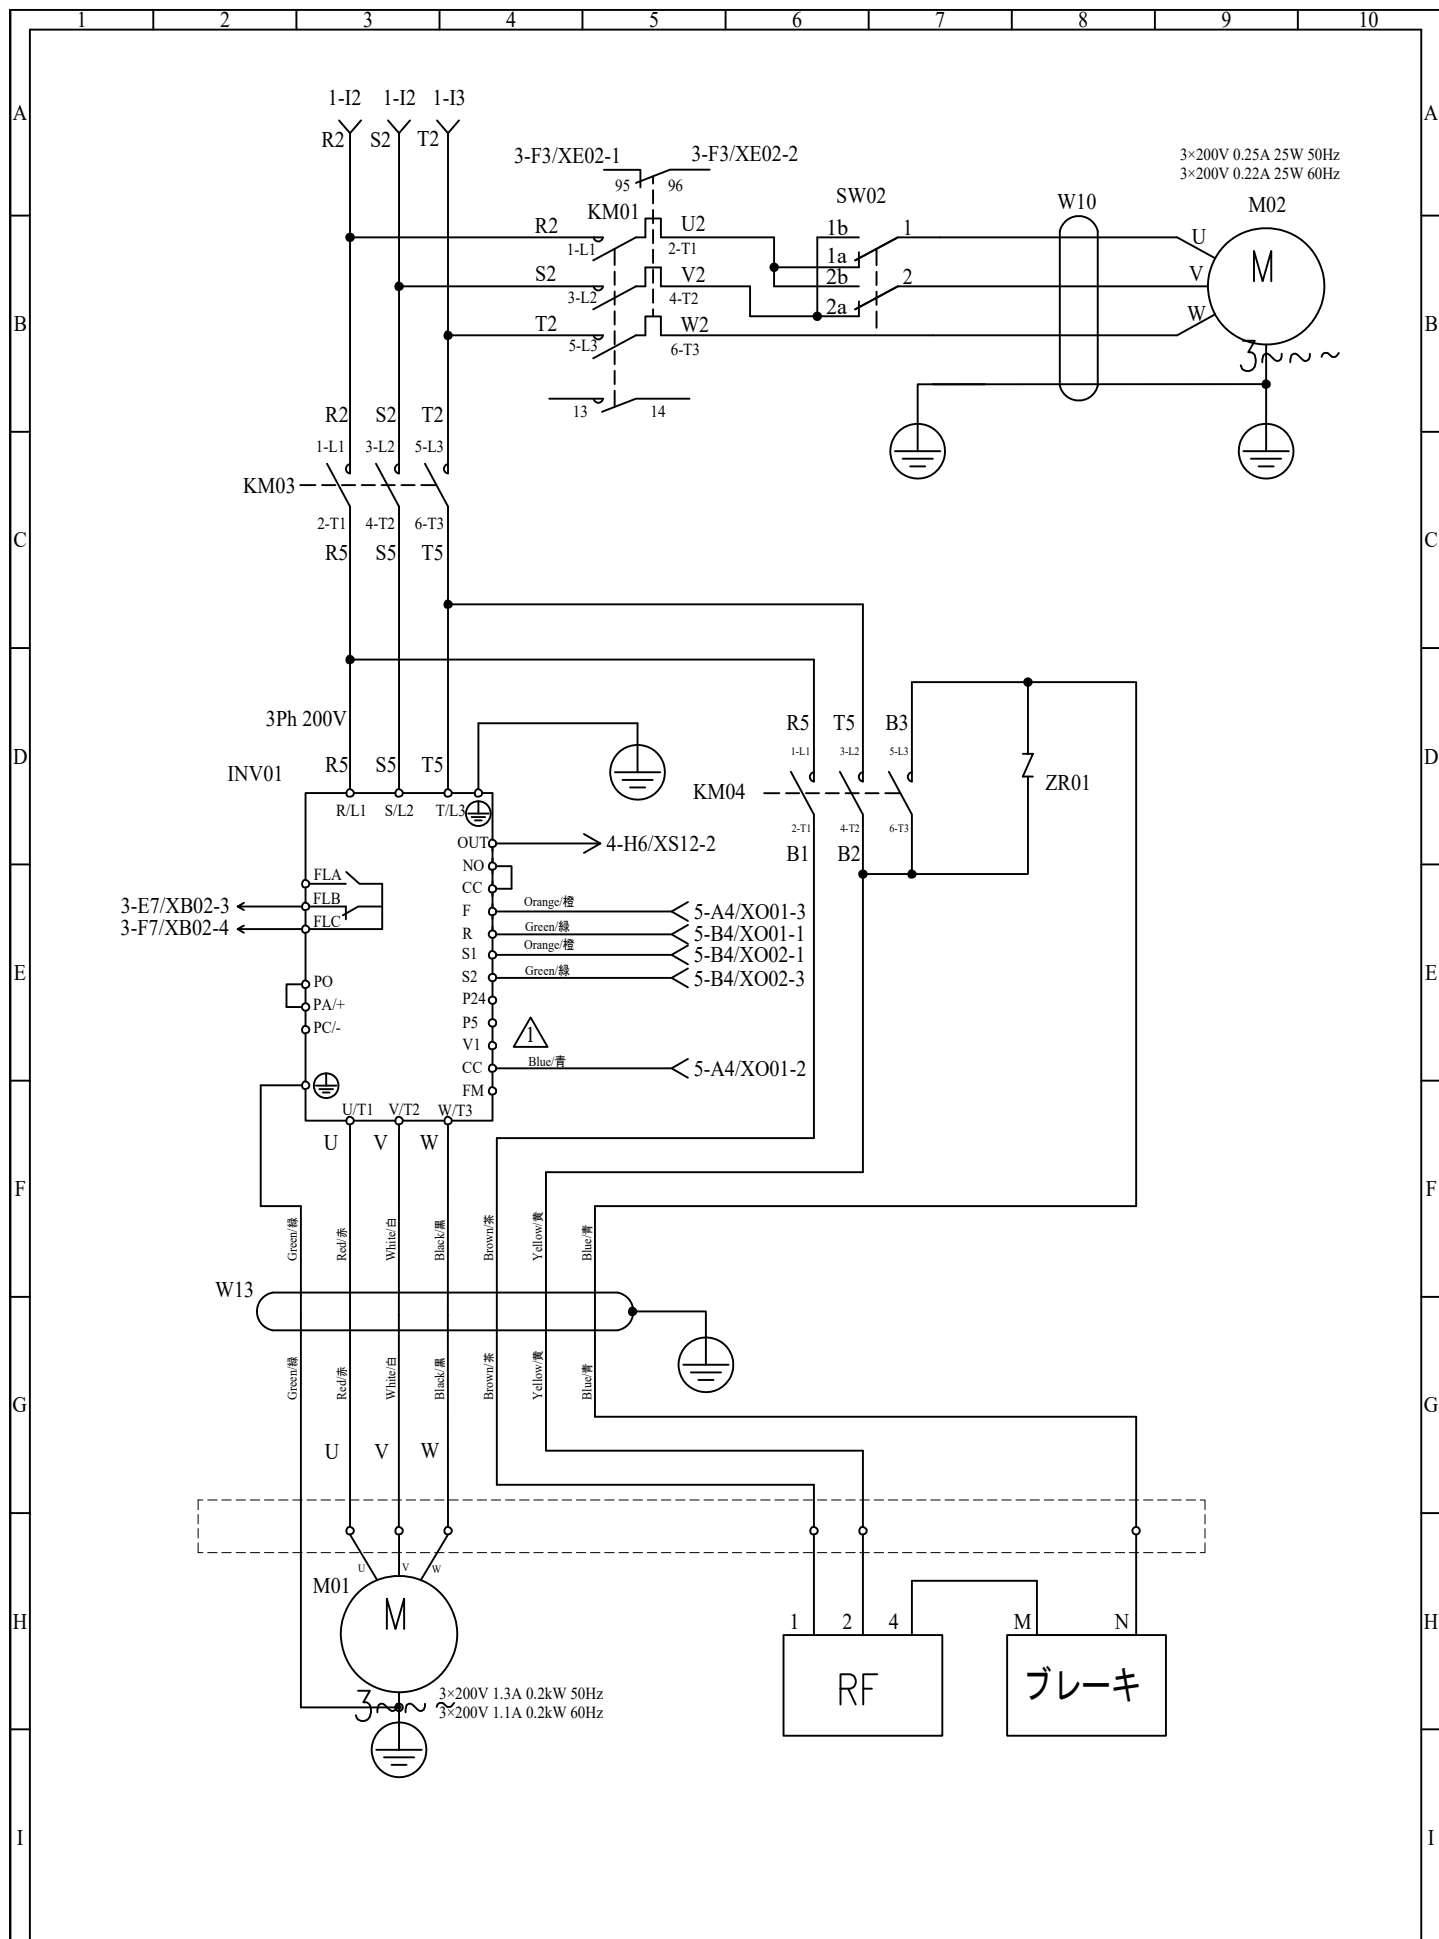 1 2 3 4 5 6 7 8 9 10
A A
1-I2 1-I2 1-I3
R2 S2 T2
3-F3/XE02-1 3-F3/XE02-2
95 96
3×200V 0.25A 25W 50Hz
3×200V 0.22A 25W 60Hz
KM01 SW02 W10 M02
R2 U2 1b 1 U
1-L1 2-T1 1a
M
S2 V2 2b 2 V
3-L2 4-T2 2a
B B
T2 W2 W
5-L3 6-T3
3~~~
13 14
R2 S2 T2
1-L1 3-L2 5-L3
KM03
2-T1 4-T2 6-T3
C C
R5 S5 T5
3Ph 200V
R5 T5 B3
1-L1 3-L2 5-L3
D D
INV01 R5 S5 T5
KM04 ZR01
R/L1 S/L2 T/L3
2-T1 4-T2 6-T3
B1 B2
OUT 4-H6/XS12-2
NO
CC
FLA
3-E7/XB02-3 FLB
3-F7/XB02-4 FLC
F Orange/橙 5-A4/XO01-3
R Green/緑 5-B4/XO01-1
S1 Orange/橙 5-B4/XO02-1
S2 Green/緑 5-B4/XO02-3
E E
PO
PA/+
PC/-
P24
P5
V1
1
CC Blue/青 5-A4/XO01-2
FM
U/T1 V/T2 W/T3
U V W
F F
Green/緑 Red/赤 White/白 Black/黒 Brown/茶 Yellow/黄 Blue/青
W13
Green/緑 Red/赤 White/白 Black/黒 Brown/茶 Yellow/黄 Blue/青
G G
U V W
U V W
M01
M
H H
1 2 4 M N
RF ブレーキ
3~~~
3×200V 1.3A 0.2kW 50Hz
3×200V 1.1A 0.2kW 60Hz
I I